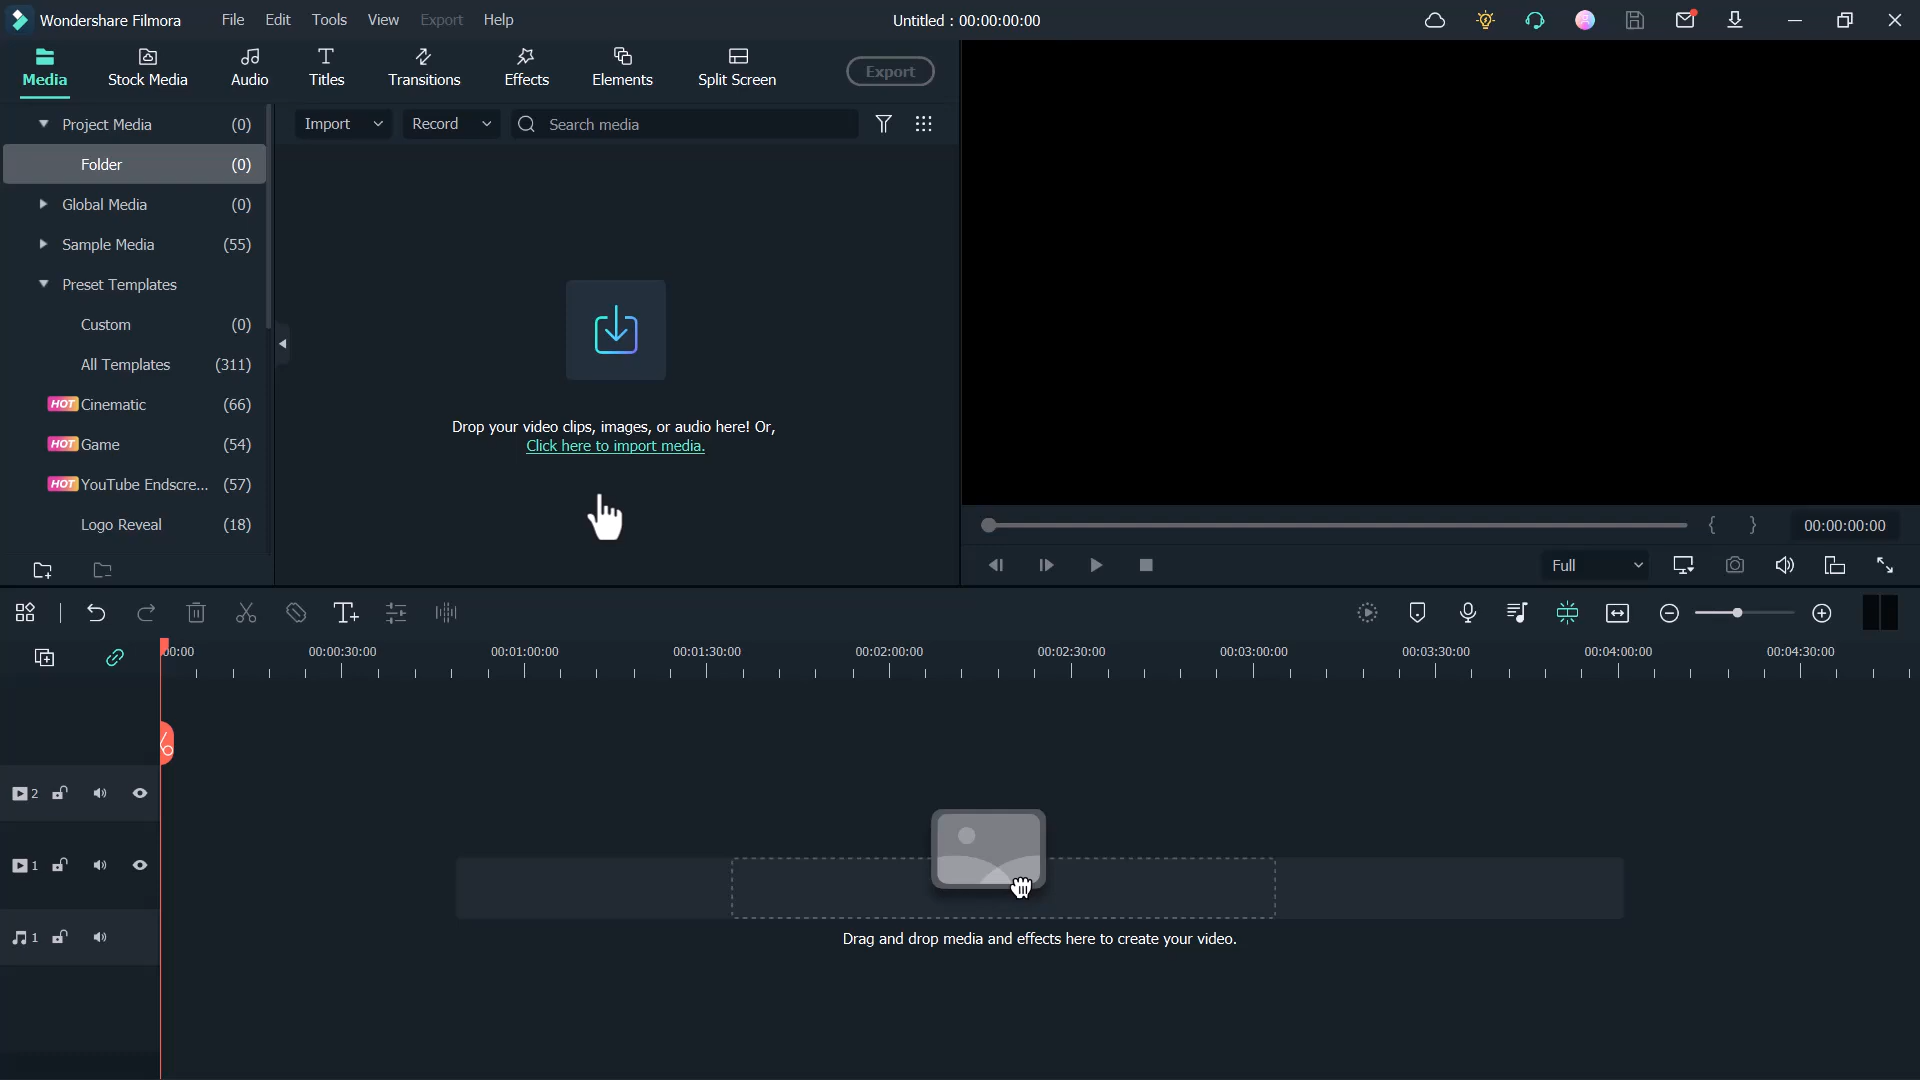 Wondershare Filmora File Edit Tools View Export Help Untitled : 00:00:00:00
Media Stock Media Audio Titles Transitions Effects Elements Split Screen Export
Project Media (0)
Folder (0)
Global Media (0)
Sample Media (55)
Preset Templates
Custom (0)
All Templates (311)
HOT Cinematic (66)
HOT Game (54)
HOT YouTube Endscre... (57)
Logo Reveal (18)
Import Record Search media
Drop your video clips, images, or audio here! Or,
Click here to import media.
{ } 00:00:00:00
Full
00:00 00:00:30:00 00:01:00:00 00:01:30:00 00:02:00:00 00:02:30:00 00:03:00:00 00:03:30:00 00:04:00:00 00:04:30:00
2
1
1
Drag and drop media and effects here to create your video.